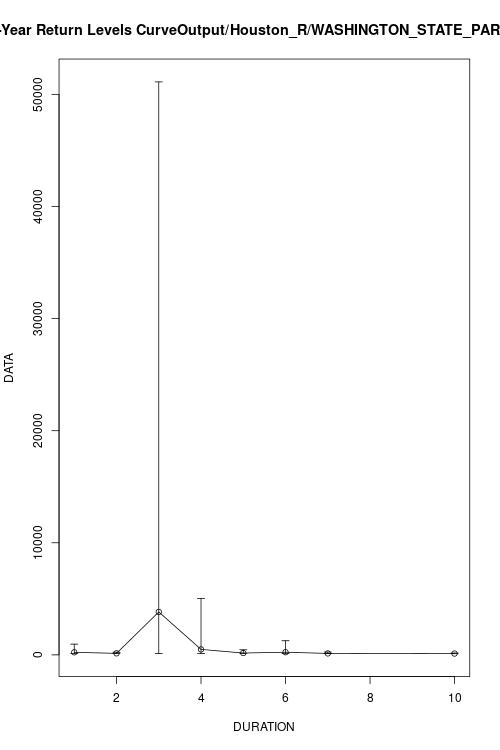 -Year Return Levels CurveOutput/Houston_R/WASHINGTON_STATE_PAR
50000
40000
30000
20000
10000
0
DATA
2 4 6 8 10
DURATION